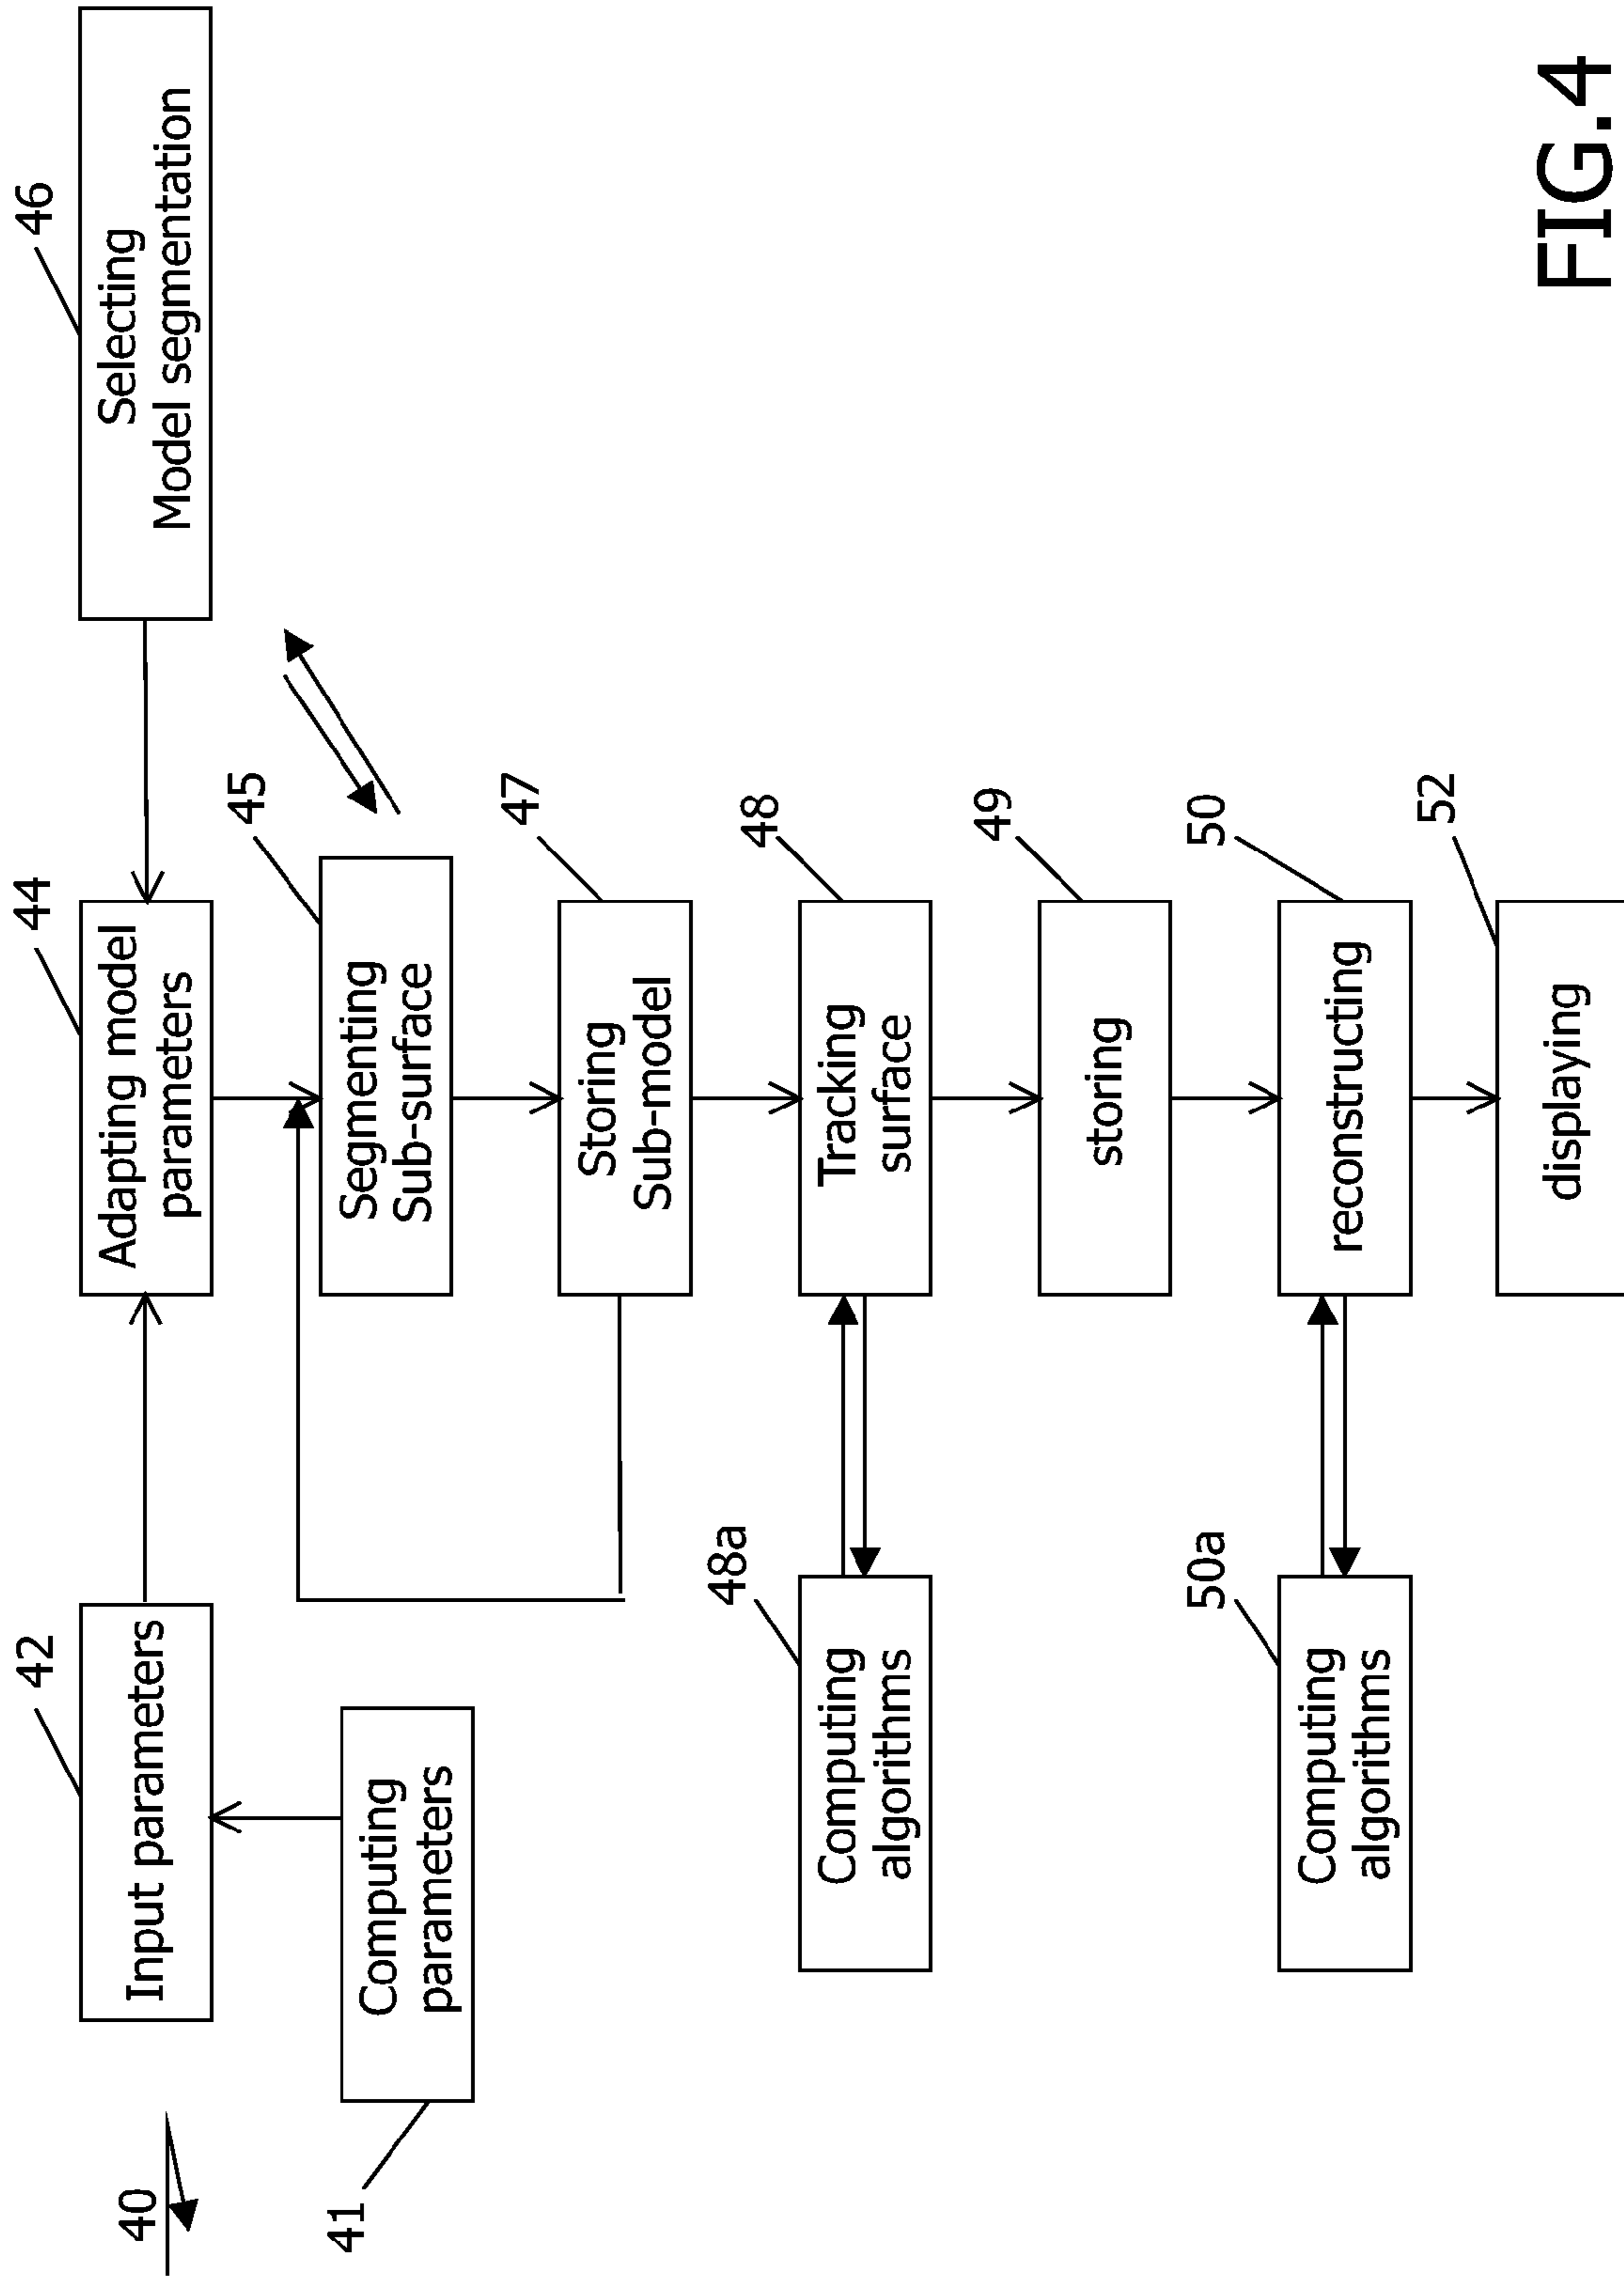 40
42
Input parameters
44
Adapting model
parameters
46
Selecting
Model segmentation
41
Computing
parameters
45
Segmenting
Sub-surface
47
Storing
Sub-model
48a
Computing
algorithms
48
Tracking
surface
49
storing
50a
Computing
algorithms
50
reconstructing
52
displaying
FIG.4